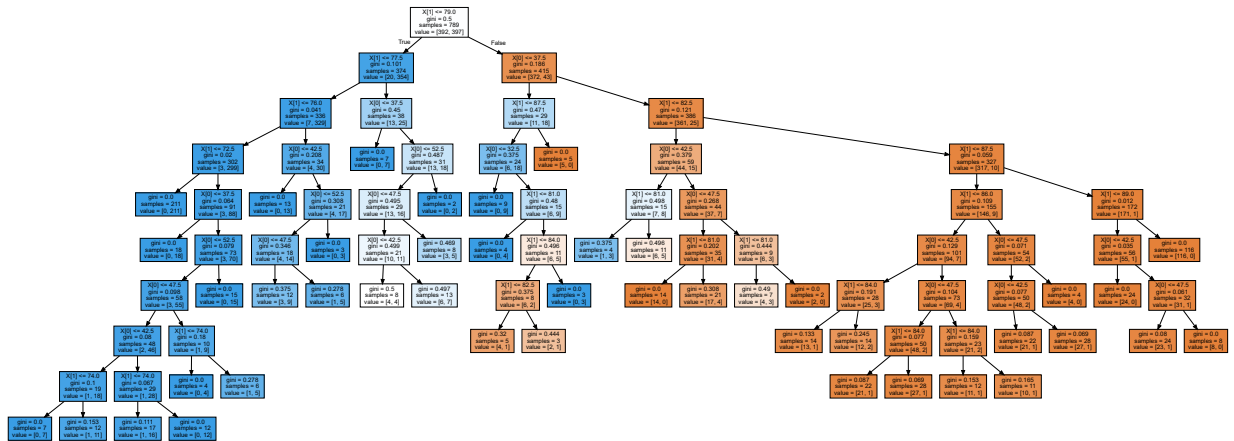 X[1] <= 79.0
gini = 0.5
samples = 789
value = [392, 397]
True
False
X[1] <= 77.5
gini = 0.101
samples = 374
value = [20, 354]
X[0] <= 37.5
gini = 0.186
samples = 415
value = [372, 43]
X[1] <= 76.0
gini = 0.041
samples = 336
value = [7, 329]
X[0] <= 37.5
gini = 0.45
samples = 38
value = [13, 25]
X[1] <= 87.5
gini = 0.471
samples = 29
value = [11, 18]
X[1] <= 82.5
gini = 0.121
samples = 386
value = [361, 25]
X[1] <= 72.5
gini = 0.02
samples = 302
value = [3, 299]
X[0] <= 42.5
gini = 0.208
samples = 34
value = [4, 30]
gini = 0.0
samples = 7
value = [0, 7]
X[0] <= 52.5
gini = 0.487
samples = 31
value = [13, 18]
X[0] <= 32.5
gini = 0.375
samples = 24
value = [6, 18]
gini = 0.0
samples = 5
value = [5, 0]
X[0] <= 42.5
gini = 0.379
samples = 59
value = [44, 15]
X[1] <= 87.5
gini = 0.059
samples = 327
value = [317, 10]
gini = 0.0
samples = 211
value = [0, 211]
X[0] <= 37.5
gini = 0.064
samples = 91
value = [3, 88]
gini = 0.0
samples = 13
value = [0, 13]
X[0] <= 52.5
gini = 0.308
samples = 21
value = [4, 17]
X[0] <= 47.5
gini = 0.495
samples = 29
value = [13, 16]
gini = 0.0
samples = 2
value = [0, 2]
gini = 0.0
samples = 9
value = [0, 9]
X[1] <= 81.0
gini = 0.48
samples = 15
value = [6, 9]
X[1] <= 81.0
gini = 0.498
samples = 15
value = [7, 8]
X[0] <= 47.5
gini = 0.268
samples = 44
value = [37, 7]
X[1] <= 86.0
gini = 0.109
samples = 155
value = [146, 9]
X[1] <= 89.0
gini = 0.012
samples = 172
value = [171, 1]
gini = 0.0
samples = 18
value = [0, 18]
X[0] <= 52.5
gini = 0.079
samples = 73
value = [3, 70]
X[0] <= 47.5
gini = 0.346
samples = 18
value = [4, 14]
gini = 0.0
samples = 3
value = [0, 3]
X[0] <= 42.5
gini = 0.499
samples = 21
value = [10, 11]
gini = 0.469
samples = 8
value = [3, 5]
gini = 0.0
samples = 4
value = [0, 4]
X[1] <= 84.0
gini = 0.496
samples = 11
value = [6, 5]
gini = 0.375
samples = 4
value = [1, 3]
gini = 0.496
samples = 11
value = [6, 5]
X[1] <= 81.0
gini = 0.202
samples = 35
value = [31, 4]
X[1] <= 81.0
gini = 0.444
samples = 9
value = [6, 3]
X[0] <= 42.5
gini = 0.129
samples = 101
value = [94, 7]
X[0] <= 47.5
gini = 0.071
samples = 54
value = [52, 2]
X[0] <= 42.5
gini = 0.035
samples = 56
value = [55, 1]
gini = 0.0
samples = 116
value = [116, 0]
X[0] <= 47.5
gini = 0.098
samples = 58
value = [3, 55]
gini = 0.0
samples = 15
value = [0, 15]
gini = 0.375
samples = 12
value = [3, 9]
gini = 0.278
samples = 6
value = [1, 5]
gini = 0.5
samples = 8
value = [4, 4]
gini = 0.497
samples = 13
value = [6, 7]
X[1] <= 82.5
gini = 0.375
samples = 8
value = [6, 2]
gini = 0.0
samples = 3
value = [0, 3]
gini = 0.0
samples = 14
value = [14, 0]
gini = 0.308
samples = 21
value = [17, 4]
gini = 0.49
samples = 7
value = [4, 3]
gini = 0.0
samples = 2
value = [2, 0]
X[1] <= 84.0
gini = 0.191
samples = 28
value = [25, 3]
X[0] <= 47.5
gini = 0.104
samples = 73
value = [69, 4]
X[0] <= 42.5
gini = 0.077
samples = 50
value = [48, 2]
gini = 0.0
samples = 4
value = [4, 0]
gini = 0.0
samples = 24
value = [24, 0]
X[0] <= 47.5
gini = 0.061
samples = 32
value = [31, 1]
X[0] <= 42.5
gini = 0.08
samples = 48
value = [2, 46]
X[1] <= 74.0
gini = 0.18
samples = 10
value = [1, 9]
gini = 0.32
samples = 5
value = [4, 1]
gini = 0.444
samples = 3
value = [2, 1]
gini = 0.133
samples = 14
value = [13, 1]
gini = 0.245
samples = 14
value = [12, 2]
X[1] <= 84.0
gini = 0.077
samples = 50
value = [48, 2]
X[1] <= 84.0
gini = 0.159
samples = 23
value = [21, 2]
gini = 0.087
samples = 22
value = [21, 1]
gini = 0.069
samples = 28
value = [27, 1]
gini = 0.08
samples = 24
value = [23, 1]
gini = 0.0
samples = 8
value = [8, 0]
X[1] <= 74.0
gini = 0.1
samples = 19
value = [1, 18]
X[1] <= 74.0
gini = 0.067
samples = 29
value = [1, 28]
gini = 0.0
samples = 4
value = [0, 4]
gini = 0.278
samples = 6
value = [1, 5]
gini = 0.087
samples = 22
value = [21, 1]
gini = 0.069
samples = 28
value = [27, 1]
gini = 0.153
samples = 12
value = [11, 1]
gini = 0.165
samples = 11
value = [10, 1]
gini = 0.0
samples = 7
value = [0, 7]
gini = 0.153
samples = 12
value = [1, 11]
gini = 0.111
samples = 17
value = [1, 16]
gini = 0.0
samples = 12
value = [0, 12]